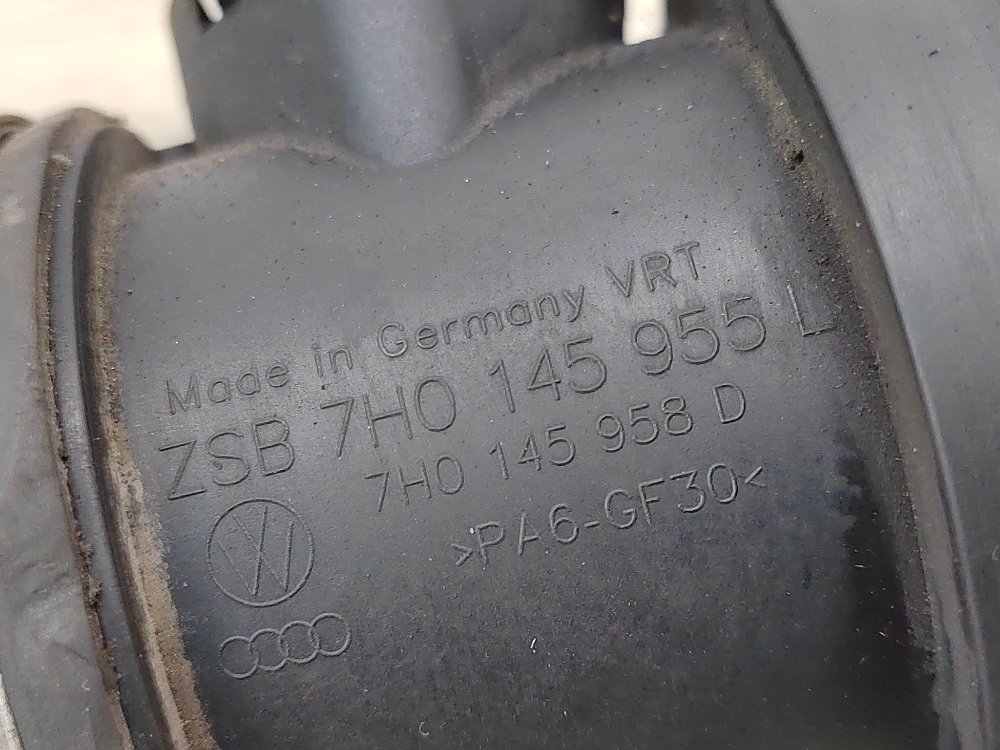 Made in Germany VRT
ZSB 7H0 145 955 L
7H0 145 958 D
>PA6-GF30<